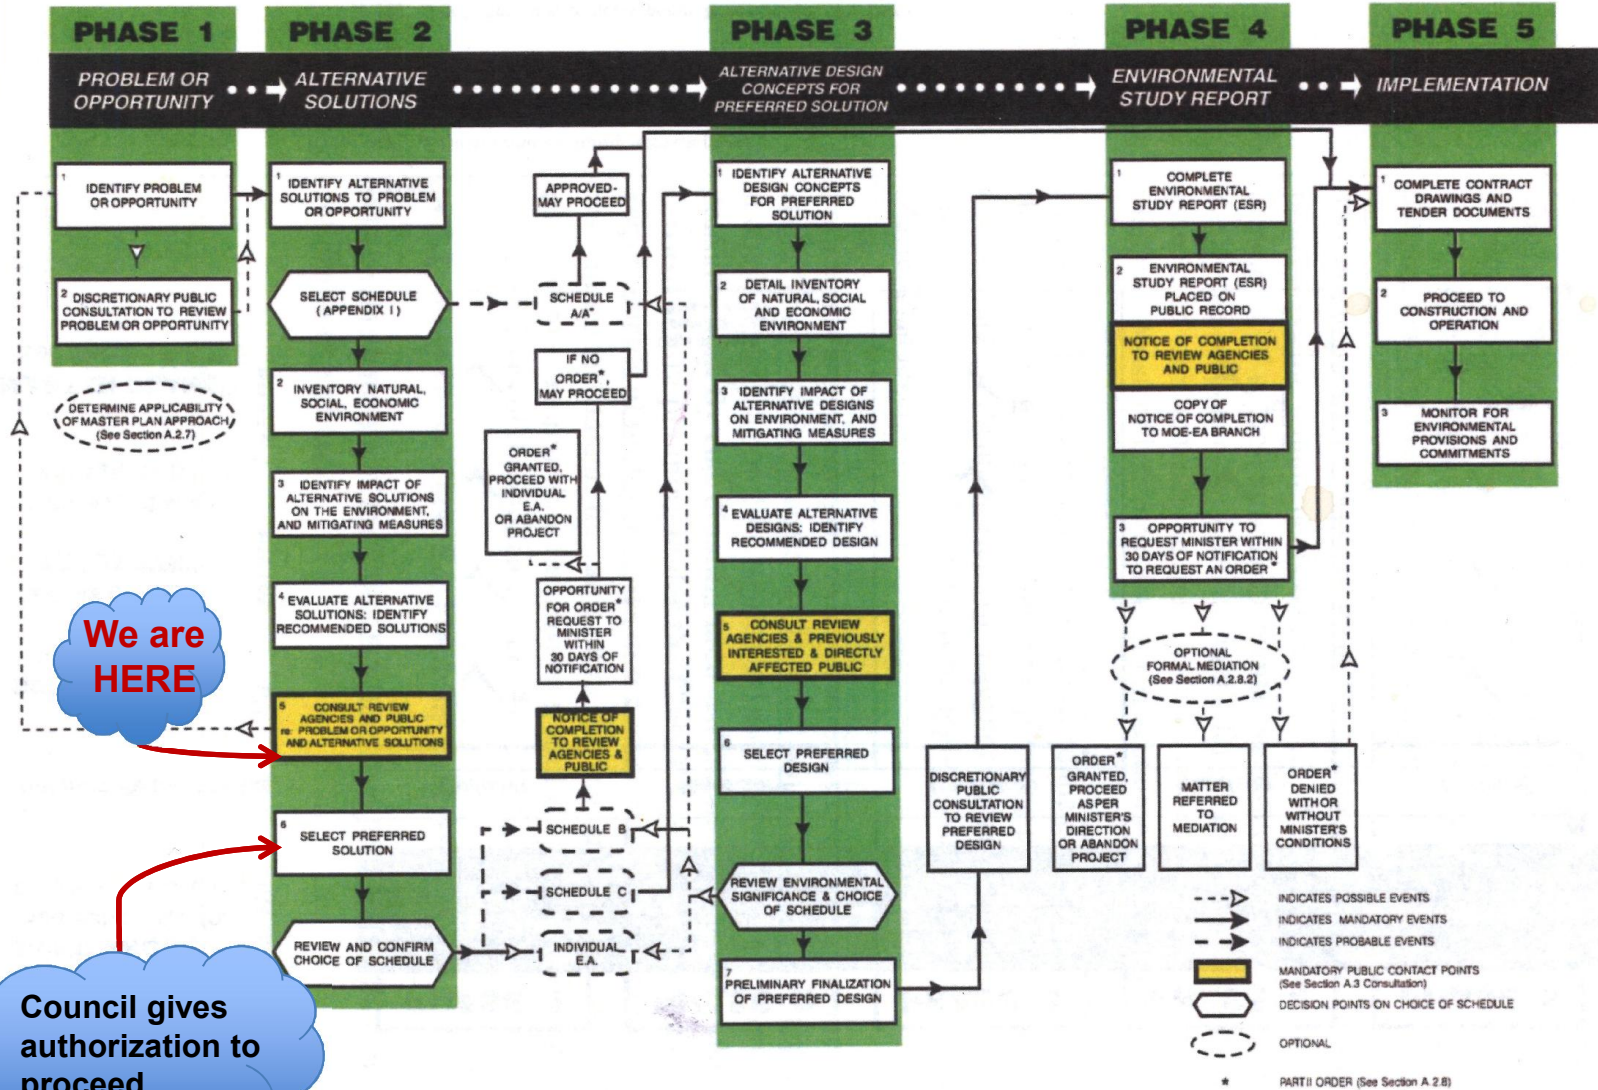 PHASE 1
PHASE 2
PHASE 3
PHASE 4
PHASE 5
PROBLEM OR
OPPORTUNITY
ALTERNATIVE
SOLUTIONS
ALTERNATIVE DESIGN
CONCEPTS FOR
PREFERRED SOLUTION
ENVIRONMENTAL
STUDY REPORT
IMPLEMENTATION
1
IDENTIFY PROBLEM
OR OPPORTUNITY
2 DISCRETIONARY PUBLIC
CONSULTATION TO REVIEW
PROBLEM OR OPPORTUNITY
DETERMINE APPLICABILITY
OF MASTER PLAN APPROACH
(See Section A.2.7)
We are
HERE
Council gives
authorization to
proceed
1
IDENTIFY ALTERNATIVE
SOLUTIONS TO PROBLEM
OR OPPORTUNITY
SELECT SCHEDULE
(APPENDIX I)
2
INVENTORY NATURAL,
SOCIAL, ECONOMIC
ENVIRONMENT
3 IDENTIFY IMPACT OF
ALTERNATIVE SOLUTIONS
ON THE ENVIRONMENT,
AND MITIGATING MEASURES
4 EVALUATE ALTERNATIVE
SOLUTIONS: IDENTIFY
RECOMMENDED SOLUTIONS
5 CONSULT REVIEW
AGENCIES AND PUBLIC
re: PROBLEM OR OPPORTUNITY
AND ALTERNATIVE SOLUTIONS
6
SELECT PREFERRED
SOLUTION
REVIEW AND CONFIRM
CHOICE OF SCHEDULE
APPROVED-
MAY PROCEED
SCHEDULE
A/A+
IF NO
ORDER*,
MAY PROCEED
ORDER*
GRANTED,
PROCEED WITH
INDIVIDUAL
E.A.
OR ABANDON
PROJECT
OPPORTUNITY
FOR ORDER*
REQUEST TO
MINISTER
WITHIN
30 DAYS OF
NOTIFICATION
NOTICE OF
COMPLETION
TO REVIEW
AGENCIES &
PUBLIC
SCHEDULE B
SCHEDULE C
INDIVIDUAL
E.A.
1 IDENTIFY ALTERNATIVE
DESIGN CONCEPTS
FOR PREFERRED
SOLUTION
2 DETAIL INVENTORY
OF NATURAL, SOCIAL
AND ECONOMIC
ENVIRONMENT
3 IDENTIFY IMPACT OF
ALTERNATIVE DESIGNS
ON ENVIRONMENT, AND
MITIGATING MEASURES
4 EVALUATE ALTERNATIVE
DESIGNS: IDENTIFY
RECOMMENDED DESIGN
5 CONSULT REVIEW
AGENCIES & PREVIOUSLY
INTERESTED & DIRECTLY
AFFECTED PUBLIC
6
SELECT PREFERRED
DESIGN
REVIEW ENVIRONMENTAL
SIGNIFICANCE & CHOICE
OF SCHEDULE
7
PRELIMINARY FINALIZATION
OF PREFERRED DESIGN
DISCRETIONARY
PUBLIC
CONSULTATION
TO REVIEW
PREFERRED
DESIGN
1
COMPLETE
ENVIRONMENTAL
STUDY REPORT (ESR)
2 ENVIRONMENTAL
STUDY REPORT (ESR)
PLACED ON
PUBLIC RECORD
NOTICE OF COMPLETION
TO REVIEW AGENCIES
AND PUBLIC
COPY OF
NOTICE OF COMPLETION
TO MOE-EA BRANCH
3 OPPORTUNITY TO
REQUEST MINISTER WITHIN
30 DAYS OF NOTIFICATION
TO REQUEST AN ORDER*
OPTIONAL
FORMAL MEDIATION
(See Section A.2.8.2)
ORDER*
GRANTED,
PROCEED
AS PER
MINISTER'S
DIRECTION
OR ABANDON
PROJECT
MATTER
REFERRED
TO
MEDIATION
ORDER*
DENIED
WITH OR
WITHOUT
MINISTER'S
CONDITIONS
1
COMPLETE CONTRACT
DRAWINGS AND
TENDER DOCUMENTS
2
PROCEED TO
CONSTRUCTION AND
OPERATION
3
MONITOR FOR
ENVIRONMENTAL
PROVISIONS AND
COMMITMENTS
INDICATES POSSIBLE EVENTS
INDICATES MANDATORY EVENTS
INDICATES PROBABLE EVENTS
MANDATORY PUBLIC CONTACT POINTS
(See Section A.3 Consultation)
DECISION POINTS ON CHOICE OF SCHEDULE
OPTIONAL
* PART II ORDER (See Section A.2.8)